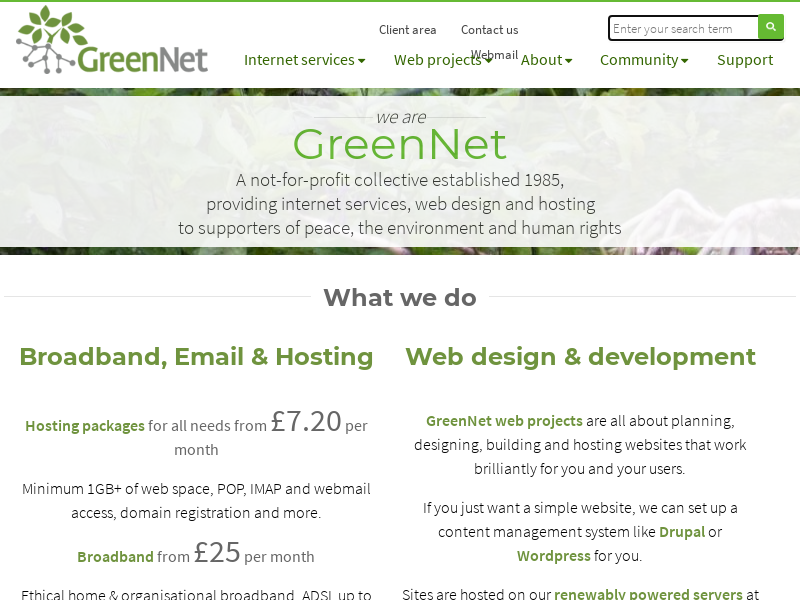 GreenNet
Client area
Contact us
Webmail
Enter your search term
Internet services
Web projects
About
Community
Support
we are
GreenNet
A not-for-profit collective established 1985,
providing internet services, web design and hosting
to supporters of peace, the environment and human rights
What we do
Broadband, Email & Hosting
Hosting packages for all needs from £7.20 per
month
Minimum 1GB+ of web space, POP, IMAP and webmail
access, domain registration and more.
Broadband from £25 per month
Ethical home & organisational broadband. ADSL up to
Web design & development
GreenNet web projects are all about planning,
designing, building and hosting websites that work
brilliantly for you and your users.
If you just want a simple website, we can set up a
content management system like Drupal or
Wordpress for you.
Sites are hosted on our renewably powered servers at